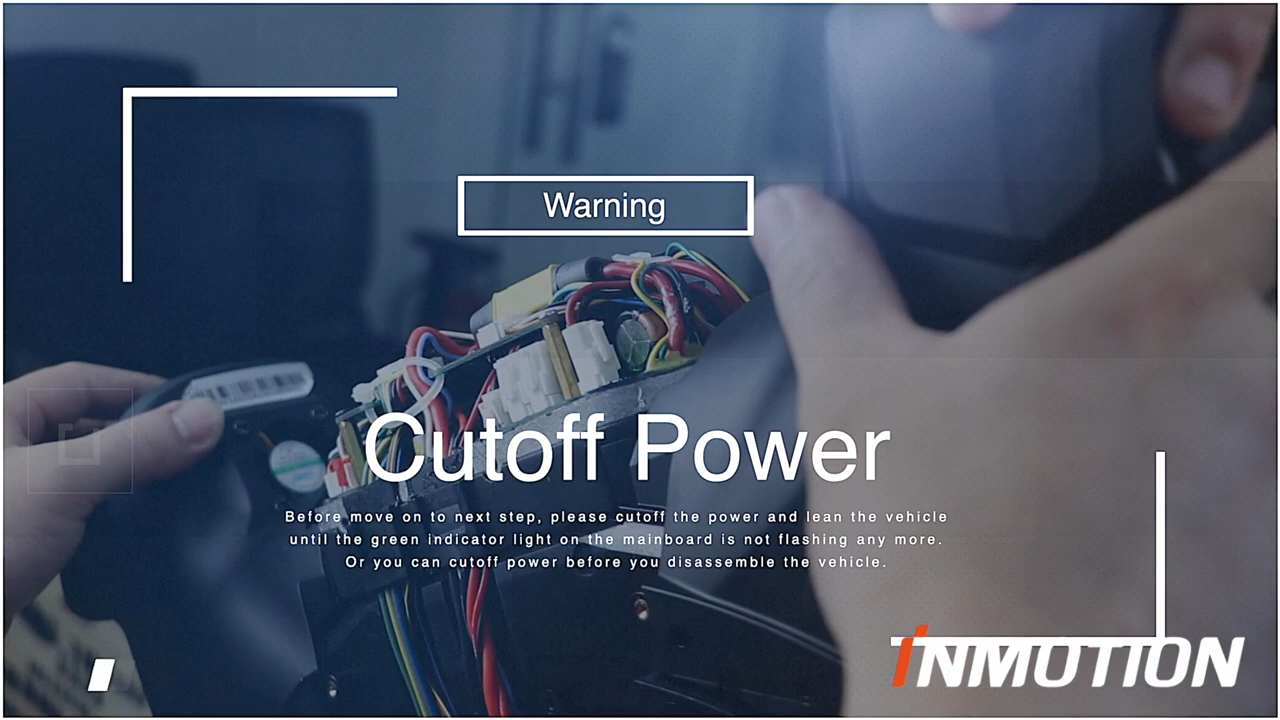 Warning
Cutoff Power
Before move on to next step, please cutoff the power and lean the vehicle
until the green indicator light on the mainboard is not flashing any more.
Or you can cutoff power before you disassemble the vehicle.
INMOTION